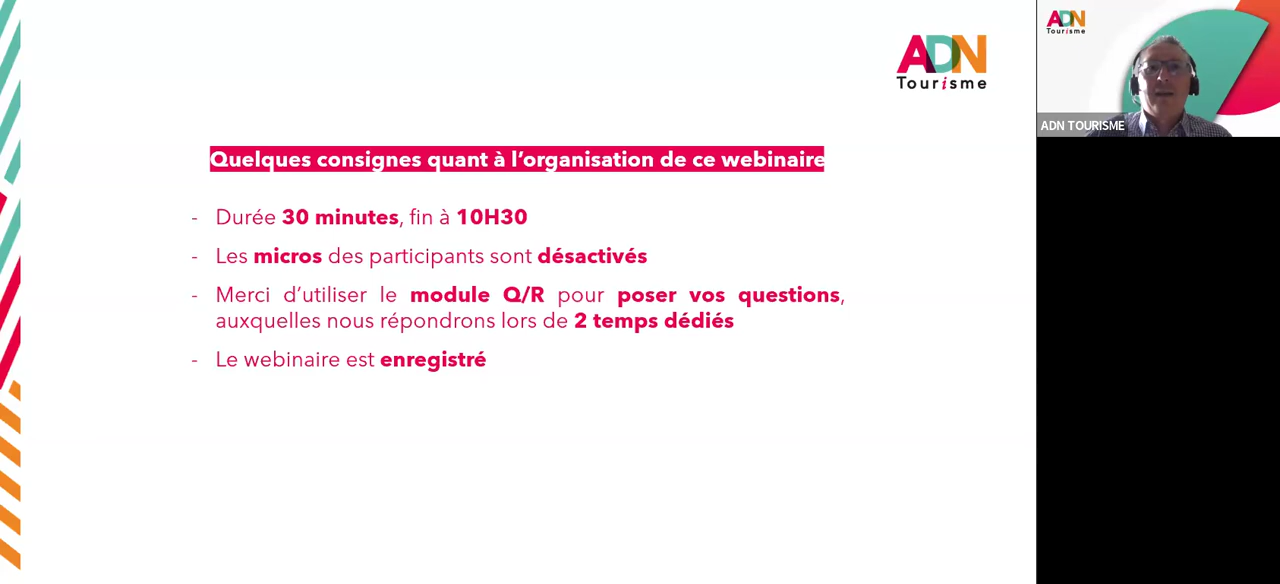 ADN
Tourisme
Quelques consignes quant à l’organisation de ce webinaire
- Durée 30 minutes, fin à 10H30
- Les micros des participants sont désactivés
- Merci d’utiliser le module Q/R pour poser vos questions,
auxquelles nous répondrons lors de 2 temps dédiés
- Le webinaire est enregistré
ADN
Tourisme
ADN TOURISME